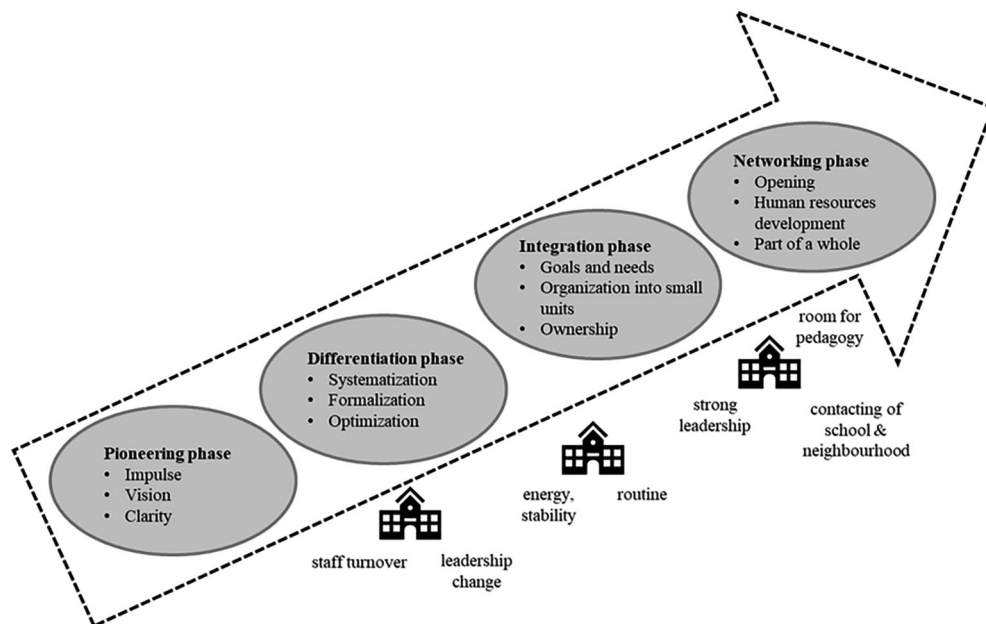 Networking phase
• Opening
• Human resources
development
• Part of a whole
Integration phase
• Goals and needs
• Organization into small
units
• Ownership
Differentiation phase
• Systematization
• Formalization
• Optimization
Pioneering phase
• Impulse
• Vision
• Clarity
room for
pedagogy
strong
leadership
contacting of
school &
neighbourhood
energy,
stability
routine
staff turnover
leadership
change